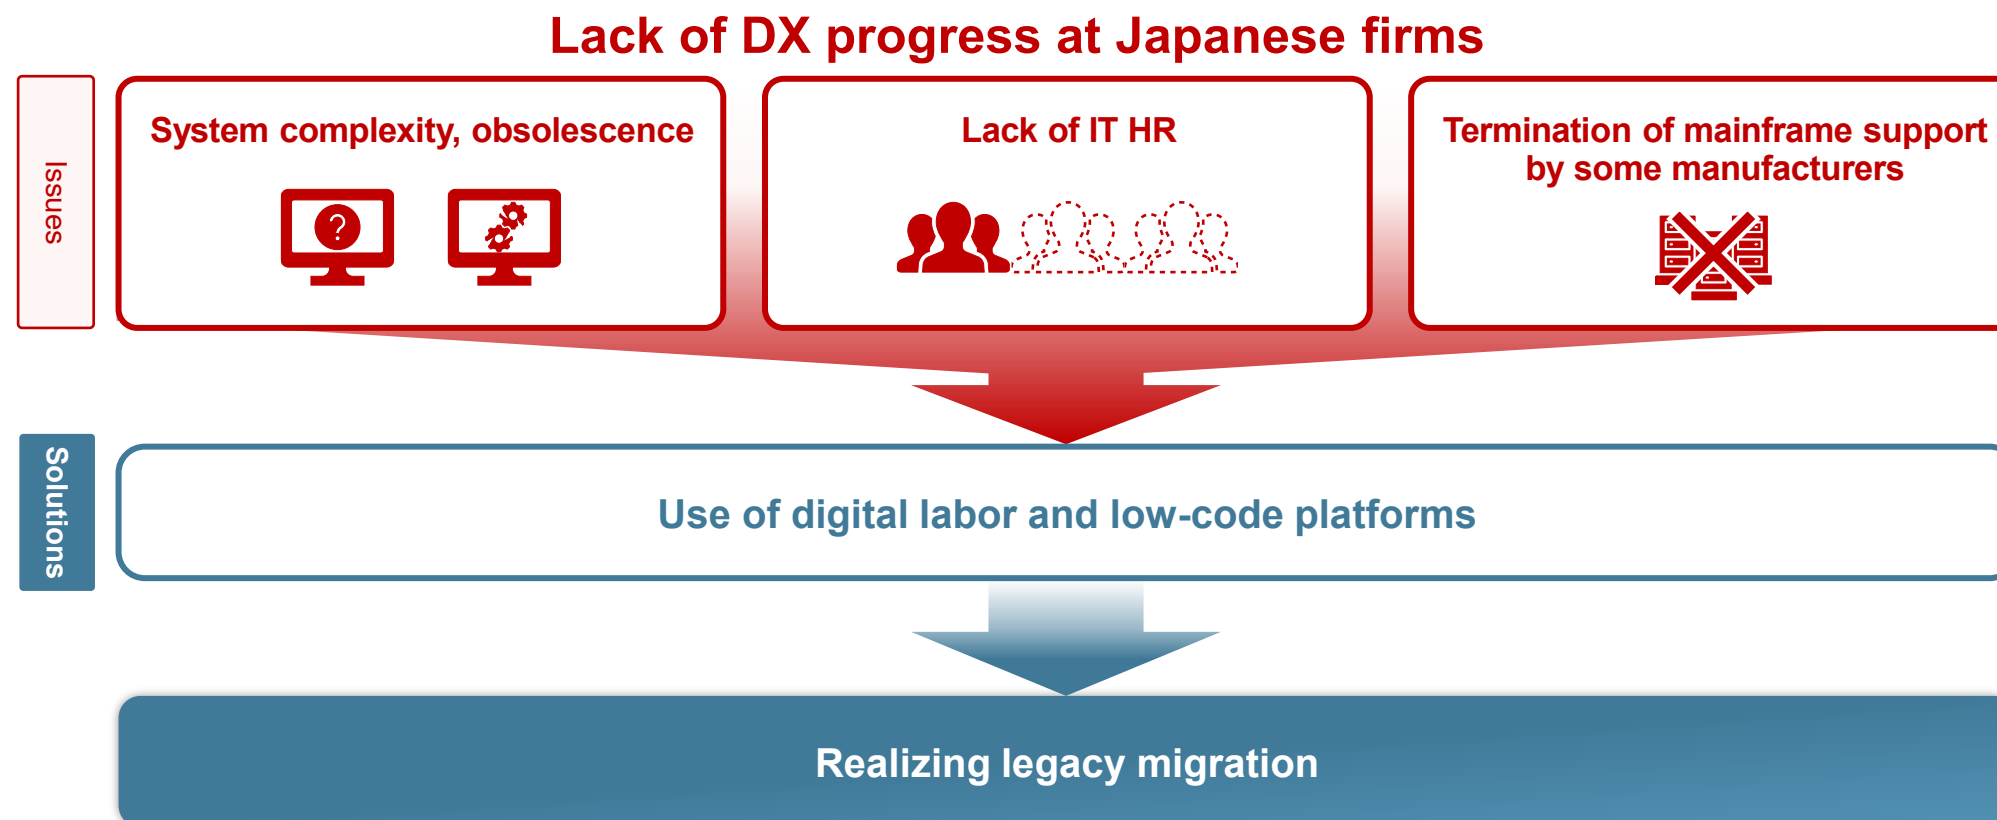 Lack of DX progress at Japanese firms
Issues
System complexity, obsolescence
?
Lack of IT HR
Termination of mainframe support
by some manufacturers
Solutions
Use of digital labor and low-code platforms
Realizing legacy migration